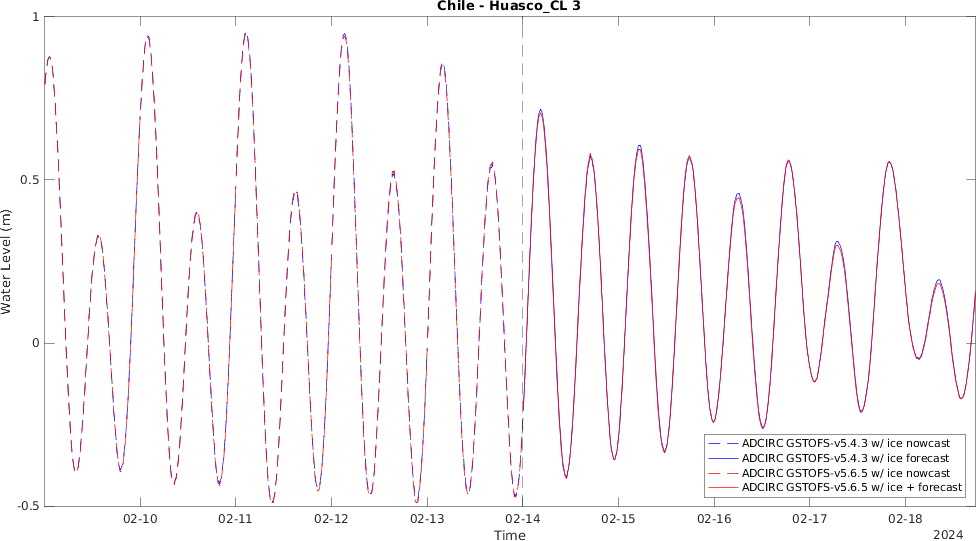 Chile - Huasco_CL 3
1
0.5
0
-0.5
Water Level (m)
02-10 02-11 02-12 02-13 02-14 02-15 02-16 02-17 02-18
Time
2024
ADCIRC GSTOFS-v5.4.3 w/ ice nowcast
ADCIRC GSTOFS-v5.4.3 w/ ice forecast
ADCIRC GSTOFS-v5.6.5 w/ ice nowcast
ADCIRC GSTOFS-v5.6.5 w/ ice + forecast